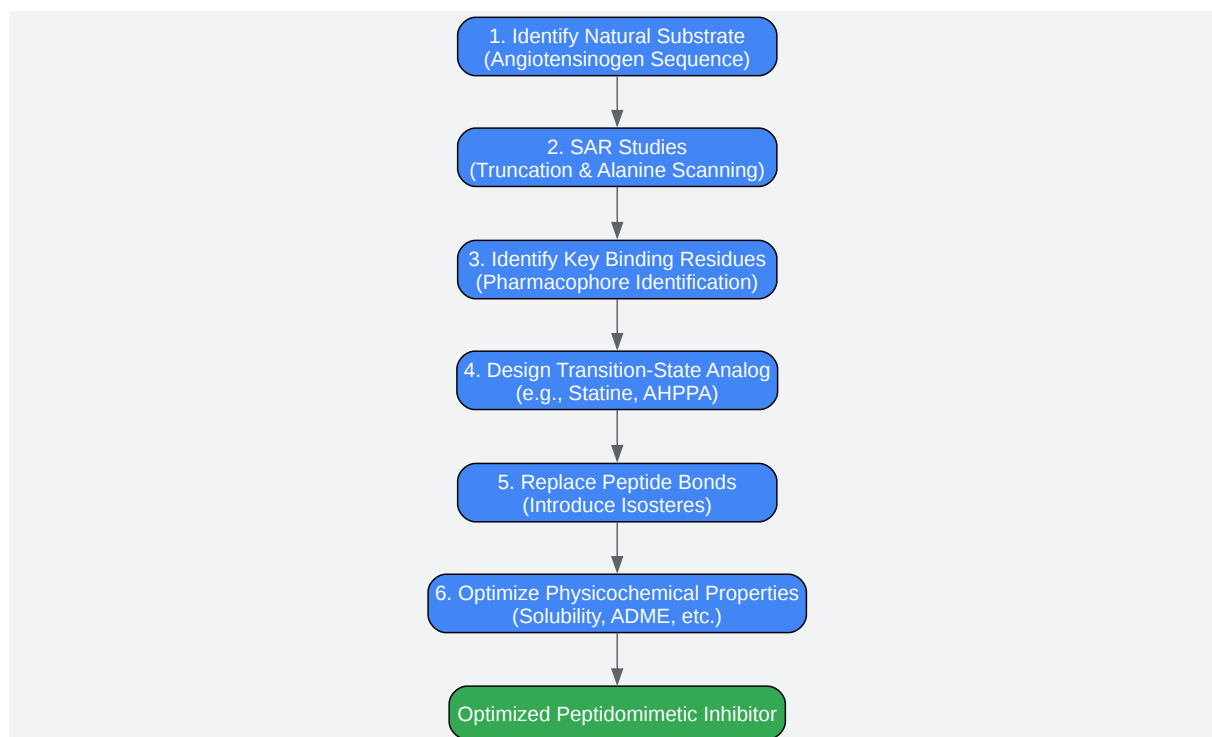 1. Identify Natural Substrate
(Angiotensinogen Sequence)
2. SAR Studies
(Truncation & Alanine Scanning)
3. Identify Key Binding Residues
(Pharmacophore Identification)
4. Design Transition-State Analog
(e.g., Statine, AHPPA)
5. Replace Peptide Bonds
(Introduce Isosteres)
6. Optimize Physicochemical Properties
(Solubility, ADME, etc.)
Optimized Peptidomimetic Inhibitor